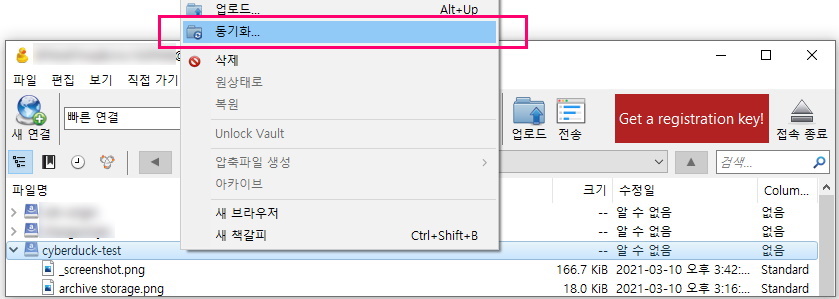 업로드... Alt+Up
동기화...
삭제
원상태로
복원
Unlock Vault
압축파일 생성
아카이브
새 브라우저
새 책갈피 Ctrl+Shift+B
파일 편집 보기 직접 가기
새 연결
빠른 연결
업로드 전송
Get a registration key!
접속 종료
검색...
파일명 크기 수정일 Colum...
-- 알 수 없음 없음
-- 알 수 없음 없음
cyberduck-test -- 알 수 없음 없음
_screenshot.png 166.7 KiB 2021-03-10 오후 3:42:... Standard
archive storage.png 18.0 KiB 2021-03-10 오후 3:16:... Standard